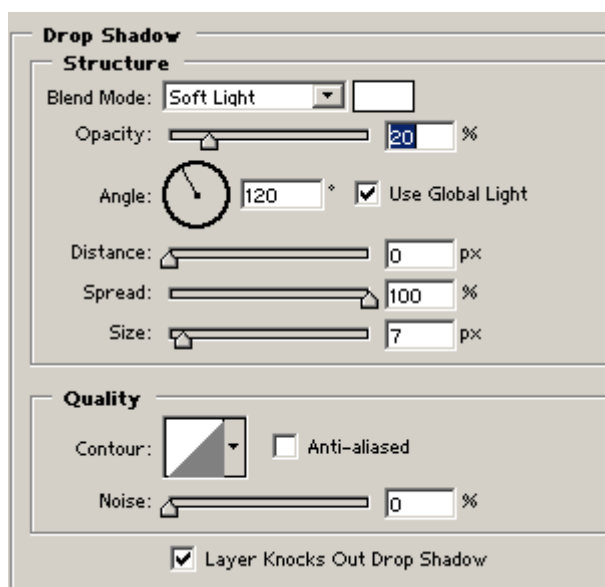 Drop Shadow
Structure
Blend Mode: Soft Light
Opacity: 20 %
Angle: 120 ° Use Global Light
Distance: 0 px
Spread: 100 %
Size: 7 px
Quality
Contour: Anti-aliased
Noise: 0 %
Layer Knocks Out Drop Shadow